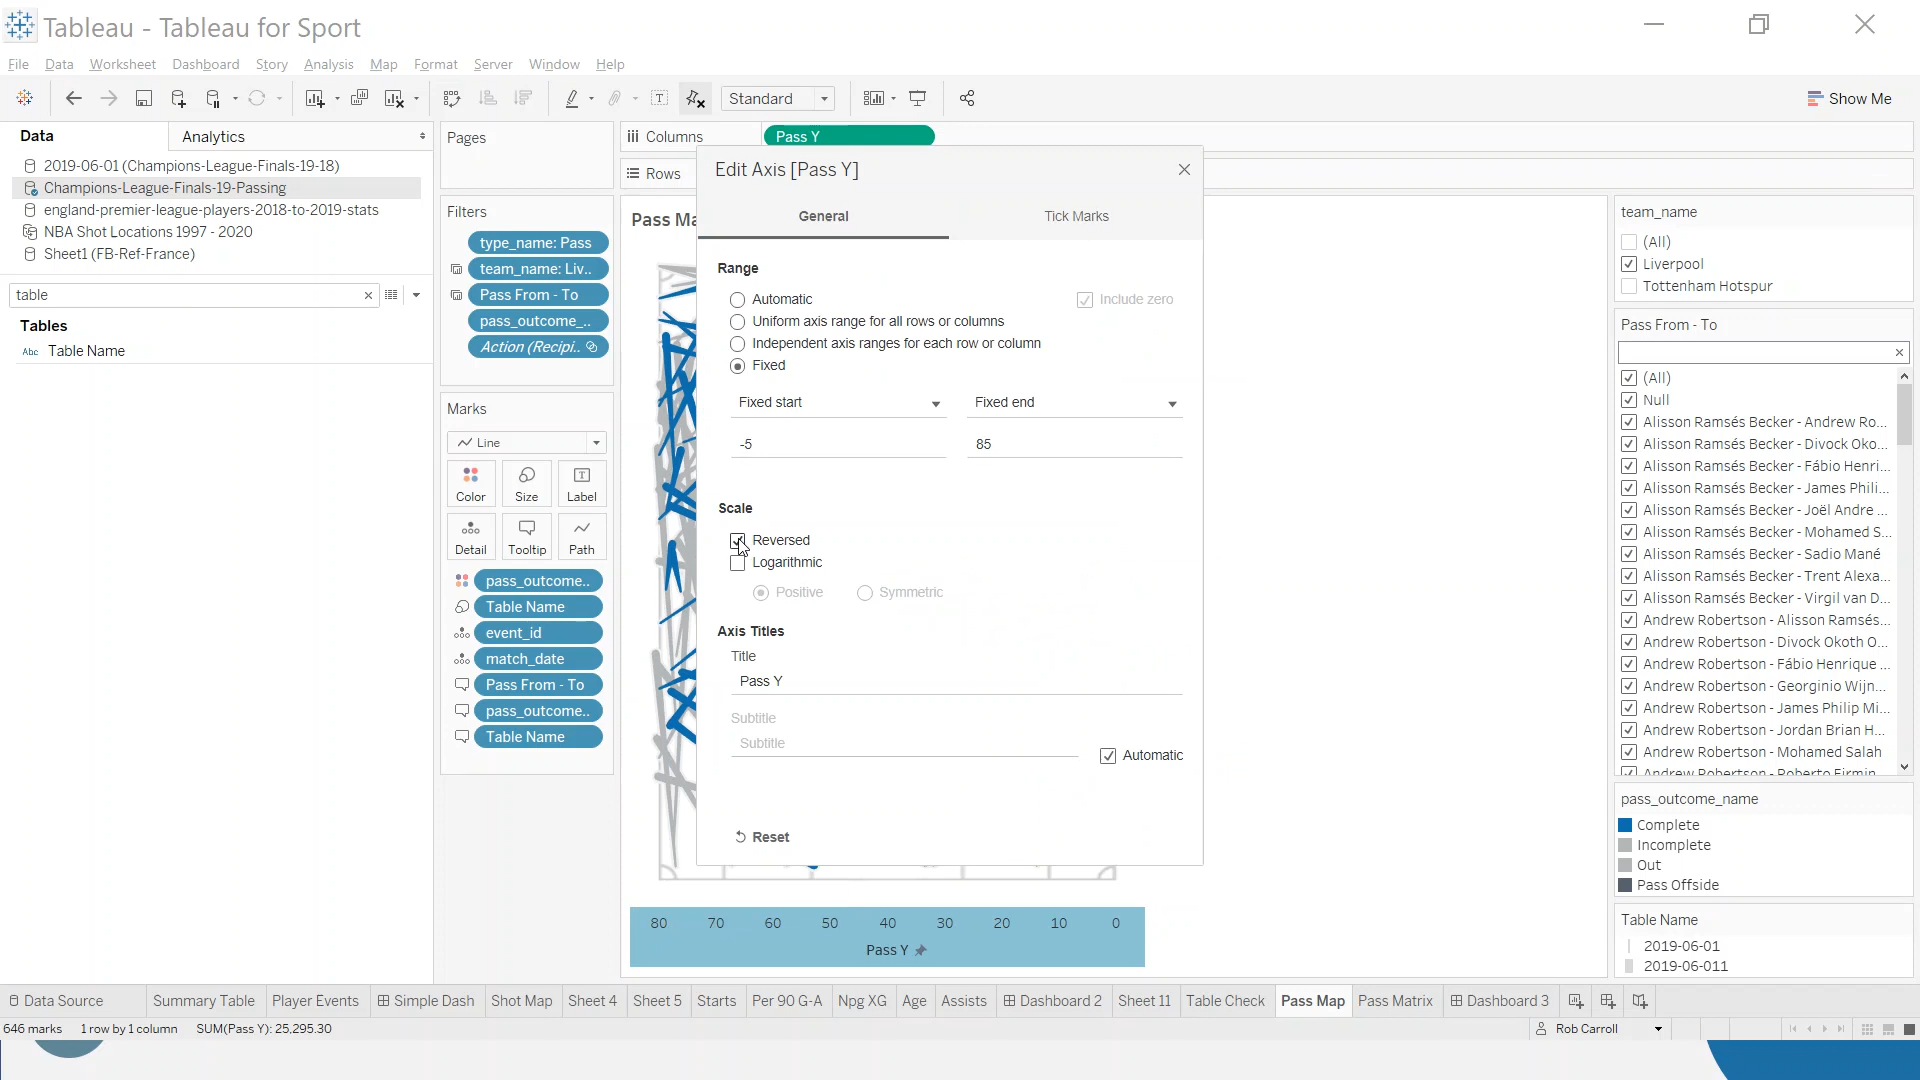 Tableau - Tableau for Sport
File Data Worksheet Dashboard Story Analysis Map Format Server Window Help
Standard
Show Me
Data
Analytics
2019-06-01 (Champions-League-Finals-19-18)
Champions-League-Finals-19-Passing
england-premier-league-players-2018-to-2019-stats
NBA Shot Locations 1997 - 2020
Sheet1 (FB-Ref-France)
table
Tables
Abc Table Name
Pages
Filters
type_name: Pass
team_name: Liv..
Pass From - To
pass_outcome_..
Action (Recipi..
Marks
Line
Color Size Label
Detail Tooltip Path
pass_outcome..
Table Name
event_id
match_date
Pass From - To
pass_outcome..
Table Name
Columns
Pass Y
Rows
Pass Ma
Edit Axis [Pass Y]
General
Tick Marks
Range
Automatic
Include zero
Uniform axis range for all rows or columns
Independent axis ranges for each row or column
Fixed
Fixed start
Fixed end
-5
85
Scale
Reversed
Logarithmic
Positive
Symmetric
Axis Titles
Title
Pass Y
Subtitle
Subtitle
Automatic
Reset
80 70 60 50 40 30 20 10 0
Pass Y
team_name
(All)
Liverpool
Tottenham Hotspur
Pass From - To
(All)
Null
Alisson Ramsés Becker - Andrew Ro...
Alisson Ramsés Becker - Divock Oko...
Alisson Ramsés Becker - Fábio Henri...
Alisson Ramsés Becker - James Phili...
Alisson Ramsés Becker - Joël Andre ...
Alisson Ramsés Becker - Mohamed S...
Alisson Ramsés Becker - Sadio Mané
Alisson Ramsés Becker - Trent Alexa...
Alisson Ramsés Becker - Virgil van D...
Andrew Robertson - Alisson Ramsés...
Andrew Robertson - Divock Okoth O...
Andrew Robertson - Fábio Henrique ...
Andrew Robertson - Georginio Wijn...
Andrew Robertson - James Philip Mi...
Andrew Robertson - Jordan Brian H...
Andrew Robertson - Mohamed Salah
Andrew Robertson - Roberto Firmin
pass_outcome_name
Complete
Incomplete
Out
Pass Offside
Table Name
2019-06-01
2019-06-011
Data Source Summary Table Player Events Simple Dash Shot Map Sheet 4 Sheet 5 Starts Per 90 G-A Npg XG Age Assists Dashboard 2 Sheet 11 Table Check Pass Map Pass Matrix Dashboard 3
646 marks 1 row by 1 column SUM(Pass Y): 25,295.30
Rob Carroll